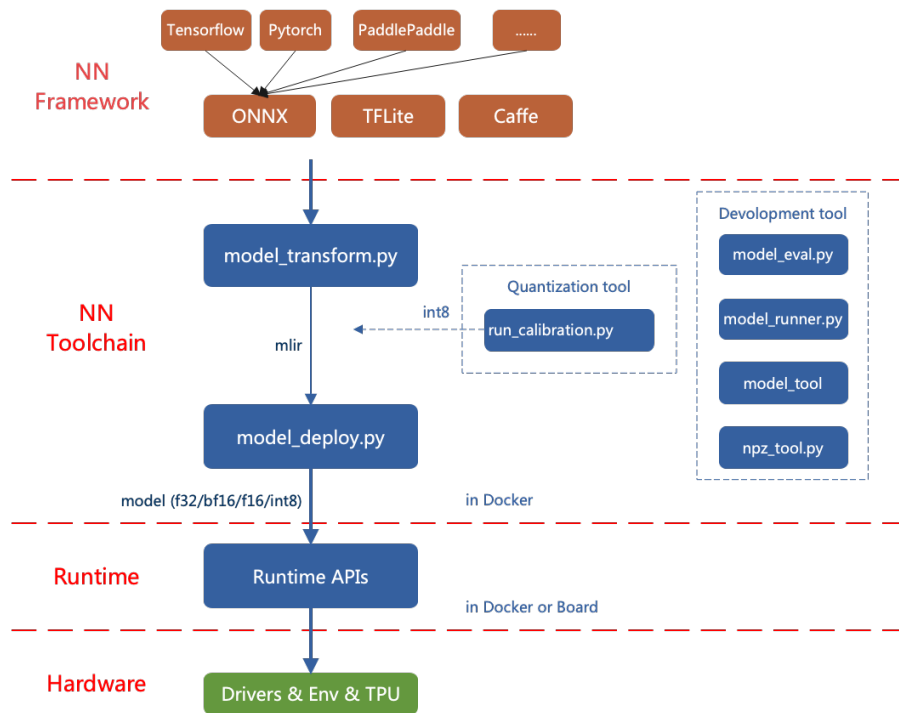 Tensorflow
Pytorch
PaddlePaddle
......
NN
Framework
ONNX
TFLite
Caffe
Devolopment tool
model_transform.py
model_eval.py
Quantization tool
NN
Toolchain
int8
run_calibration.py
model_runner.py
mlir
model_tool
model_deploy.py
npz_tool.py
model (f32/bf16/f16/int8)
in Docker
Runtime
Runtime APIs
in Docker or Board
Hardware
Drivers & Env & TPU